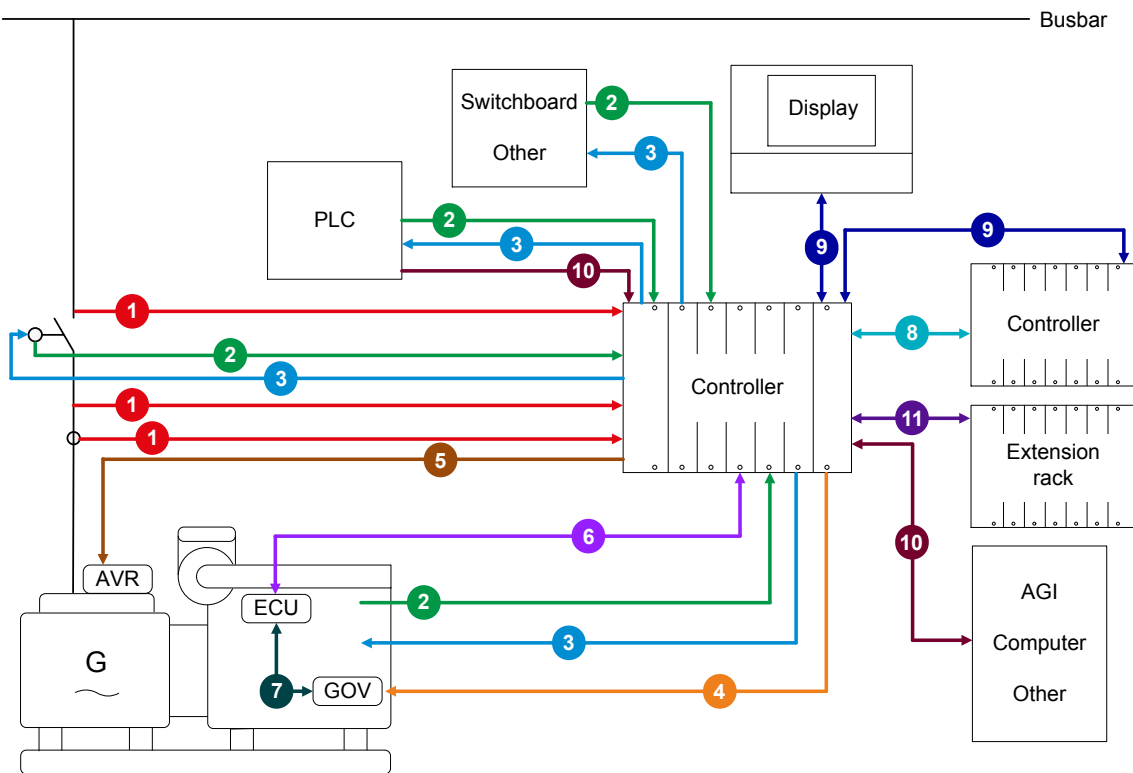 Busbar
Switchboard
Other
2
3
Display
PLC
2
3
10
9
9
1
2
3
1
1
5
Controller
8
Controller
11
Extension
rack
6
10
AVR
ECU
2
3
7
GOV
4
G
AGI
Computer
Other